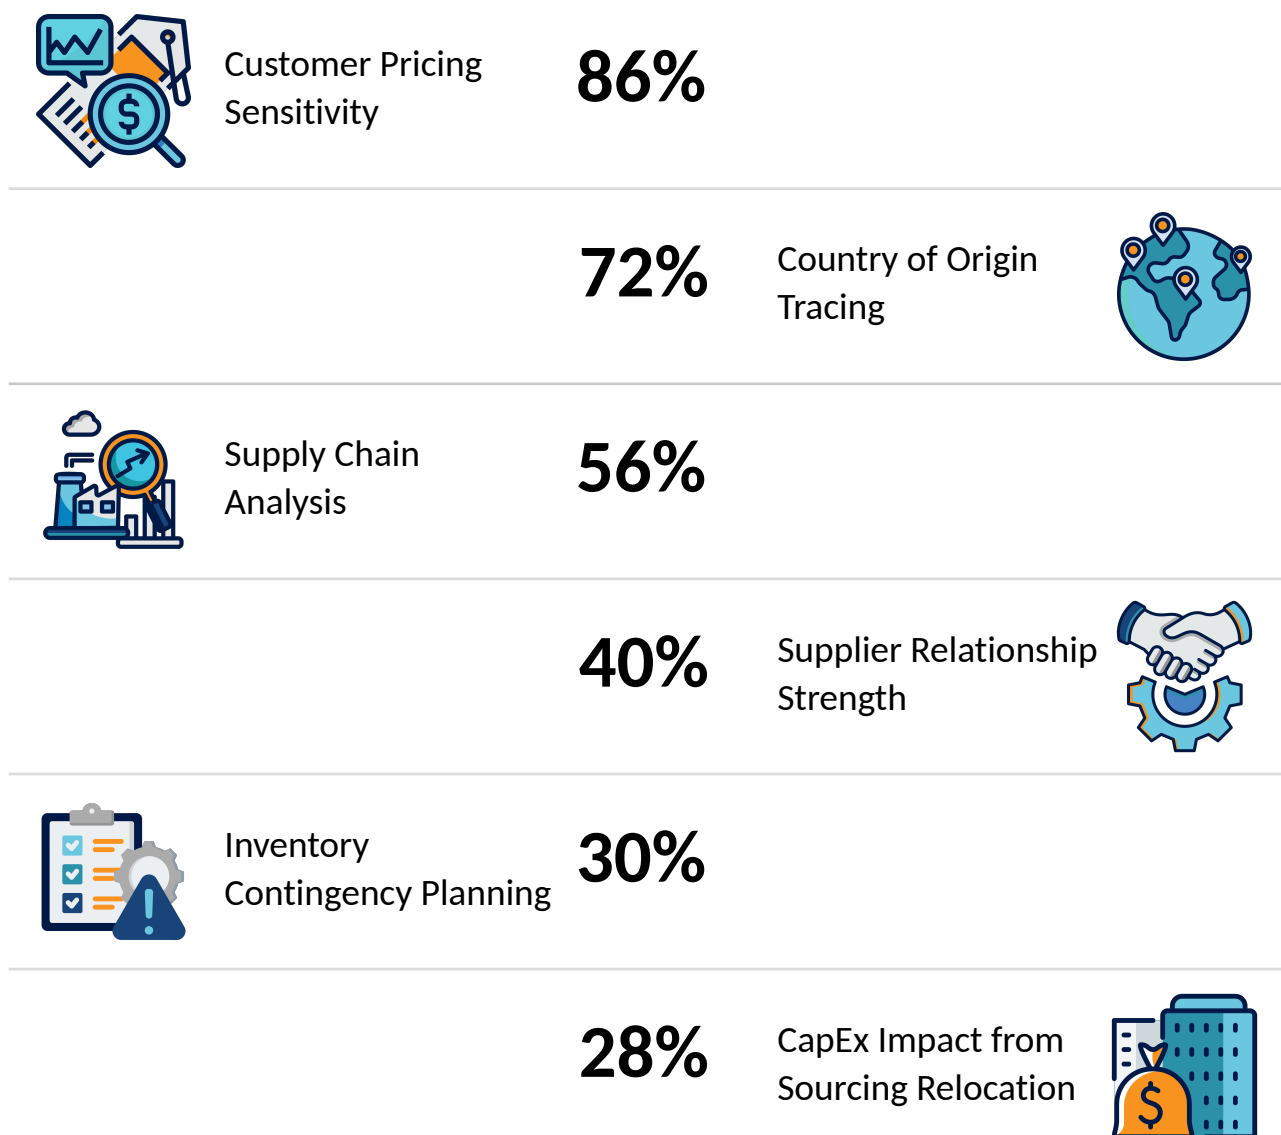 Customer Pricing
Sensitivity
86%
72%
Country of Origin
Tracing
Supply Chain
Analysis
56%
40%
Supplier Relationship
Strength
Inventory
Contingency Planning
30%
28%
CapEx Impact from
Sourcing Relocation
$
$